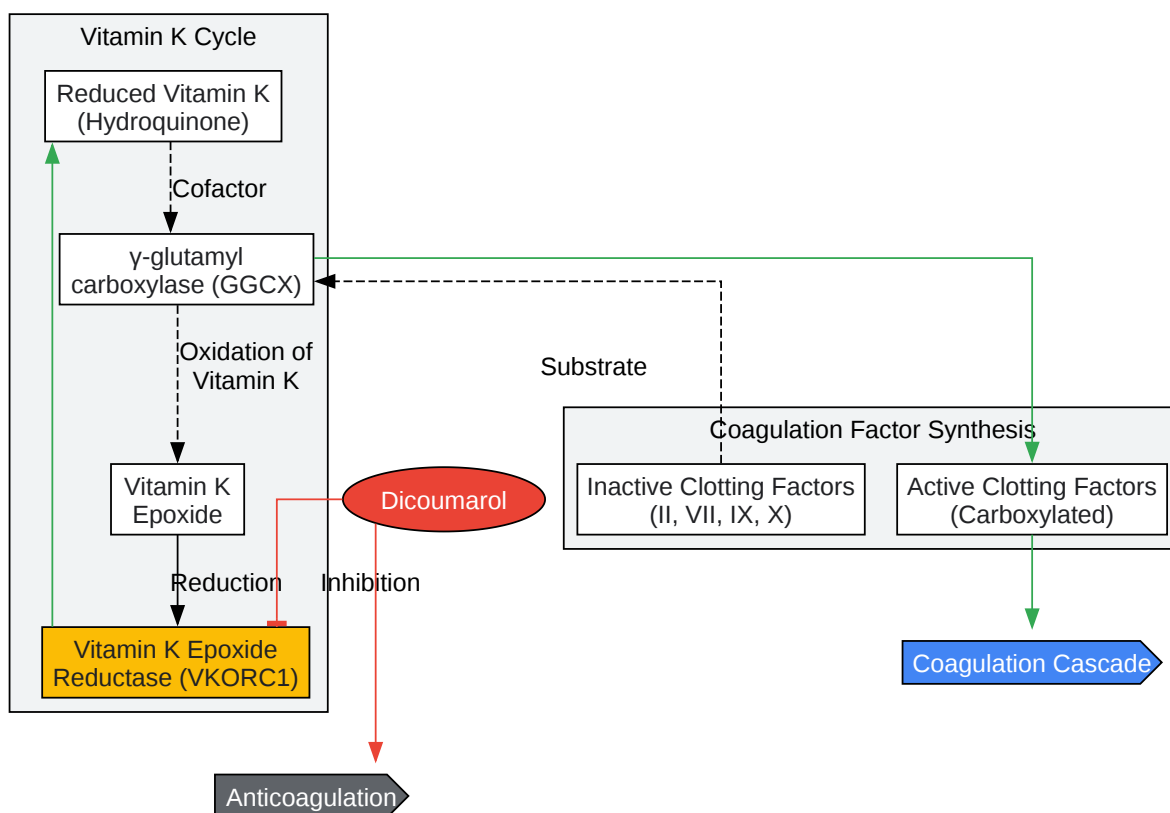 Vitamin K Cycle
Reduced Vitamin K
(Hydroquinone)
Cofactor
γ-glutamyl
carboxylase (GGCX)
Oxidation of
Vitamin K
Substrate
Coagulation Factor Synthesis
Vitamin K
Epoxide
Dicoumarol
Inactive Clotting Factors
(II, VII, IX, X)
Active Clotting Factors
(Carboxylated)
Reduction
Inhibition
Vitamin K Epoxide
Reductase (VKORC1)
Coagulation Cascade
Anticoagulation